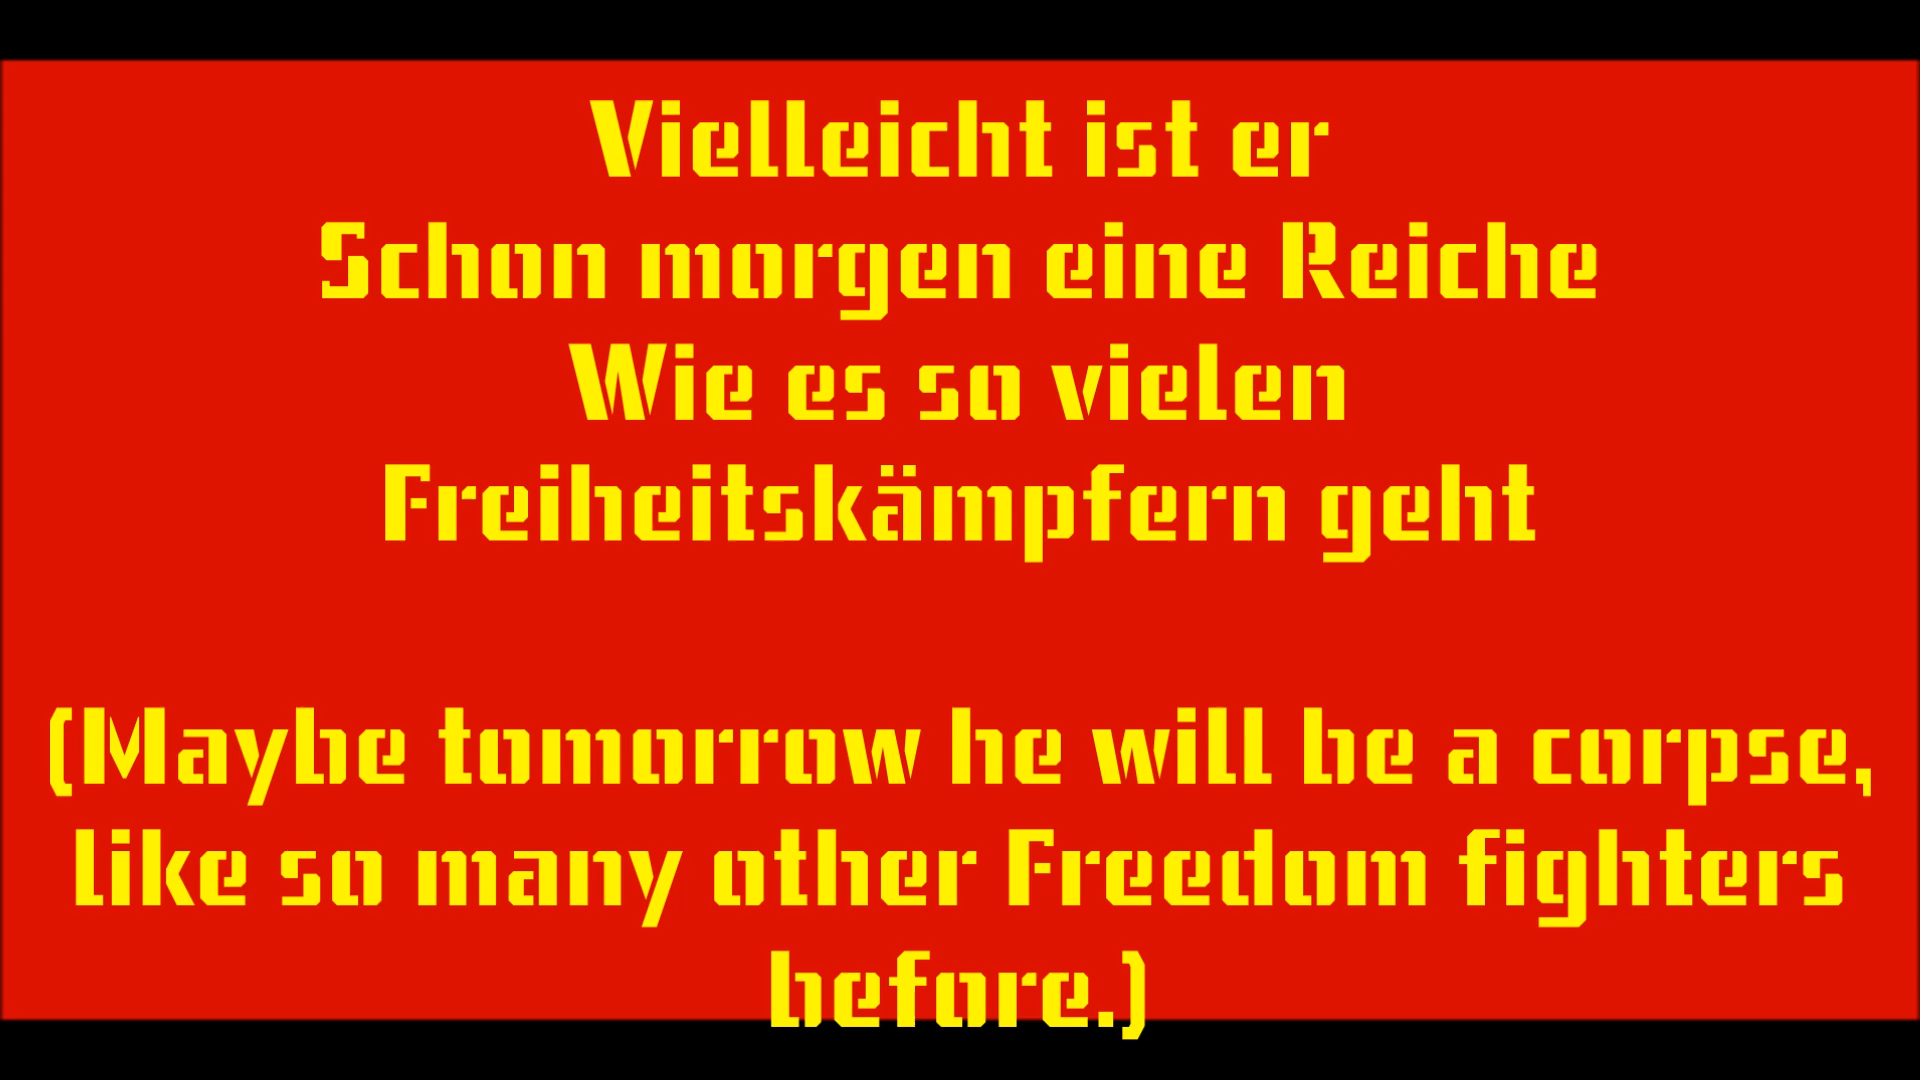 Vielleicht ist er
Schon morgen eine Reiche
Wie es so vielen
Freiheitskämpfern geht
(Maybe tomorrow he will be a corpse,
like so many other Freedom fighters
before.)